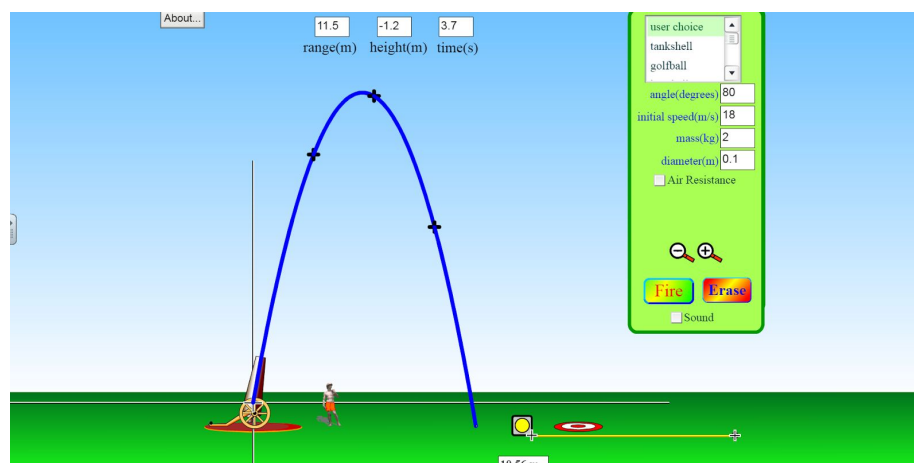 About...
11.5 -1.2 3.7
range(m) height(m) time(s)
user choice
tankshell
golfball
angle(degrees) 80
initial speed(m/s) 18
mass(kg) 2
diameter(m) 0.1
Air Resistance
Fire Erase
Sound